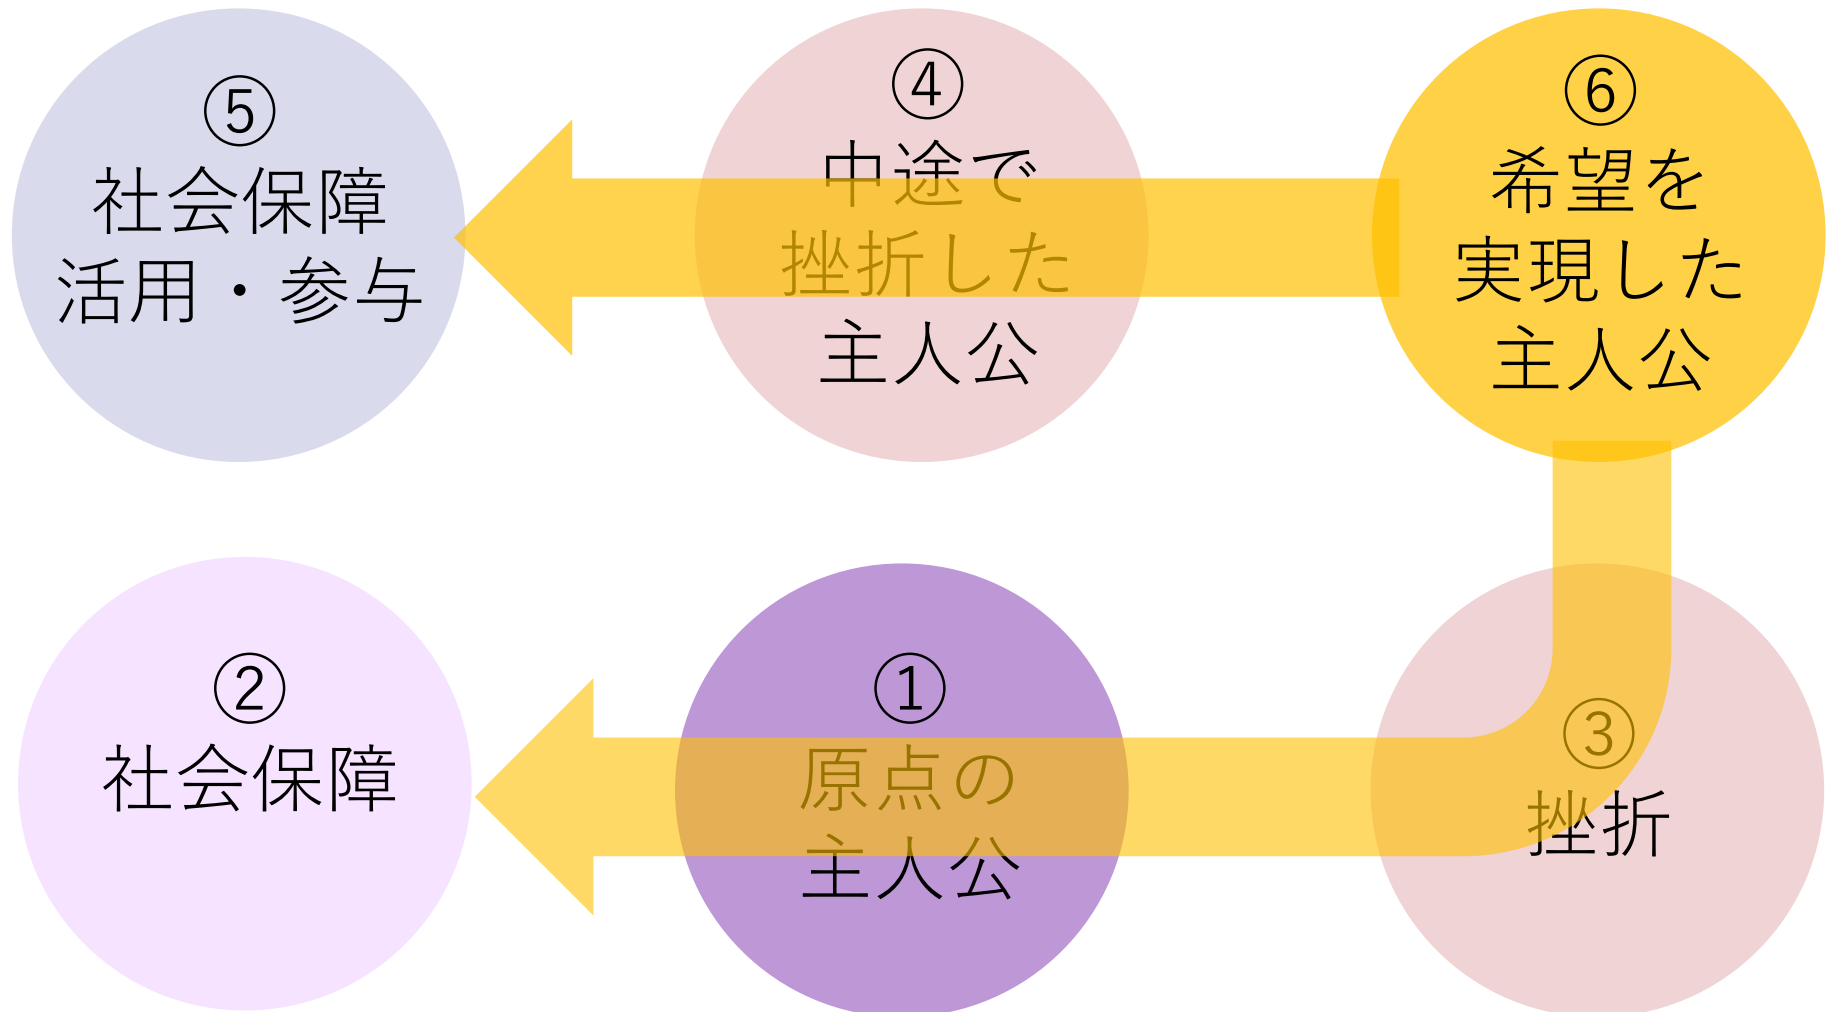 ⑤
社会保障
活用・参与
④
中途で
挫折した
主人公
⑥
希望を
実現した
主人公
②
社会保障
①
原点の
主人公
③
挫折